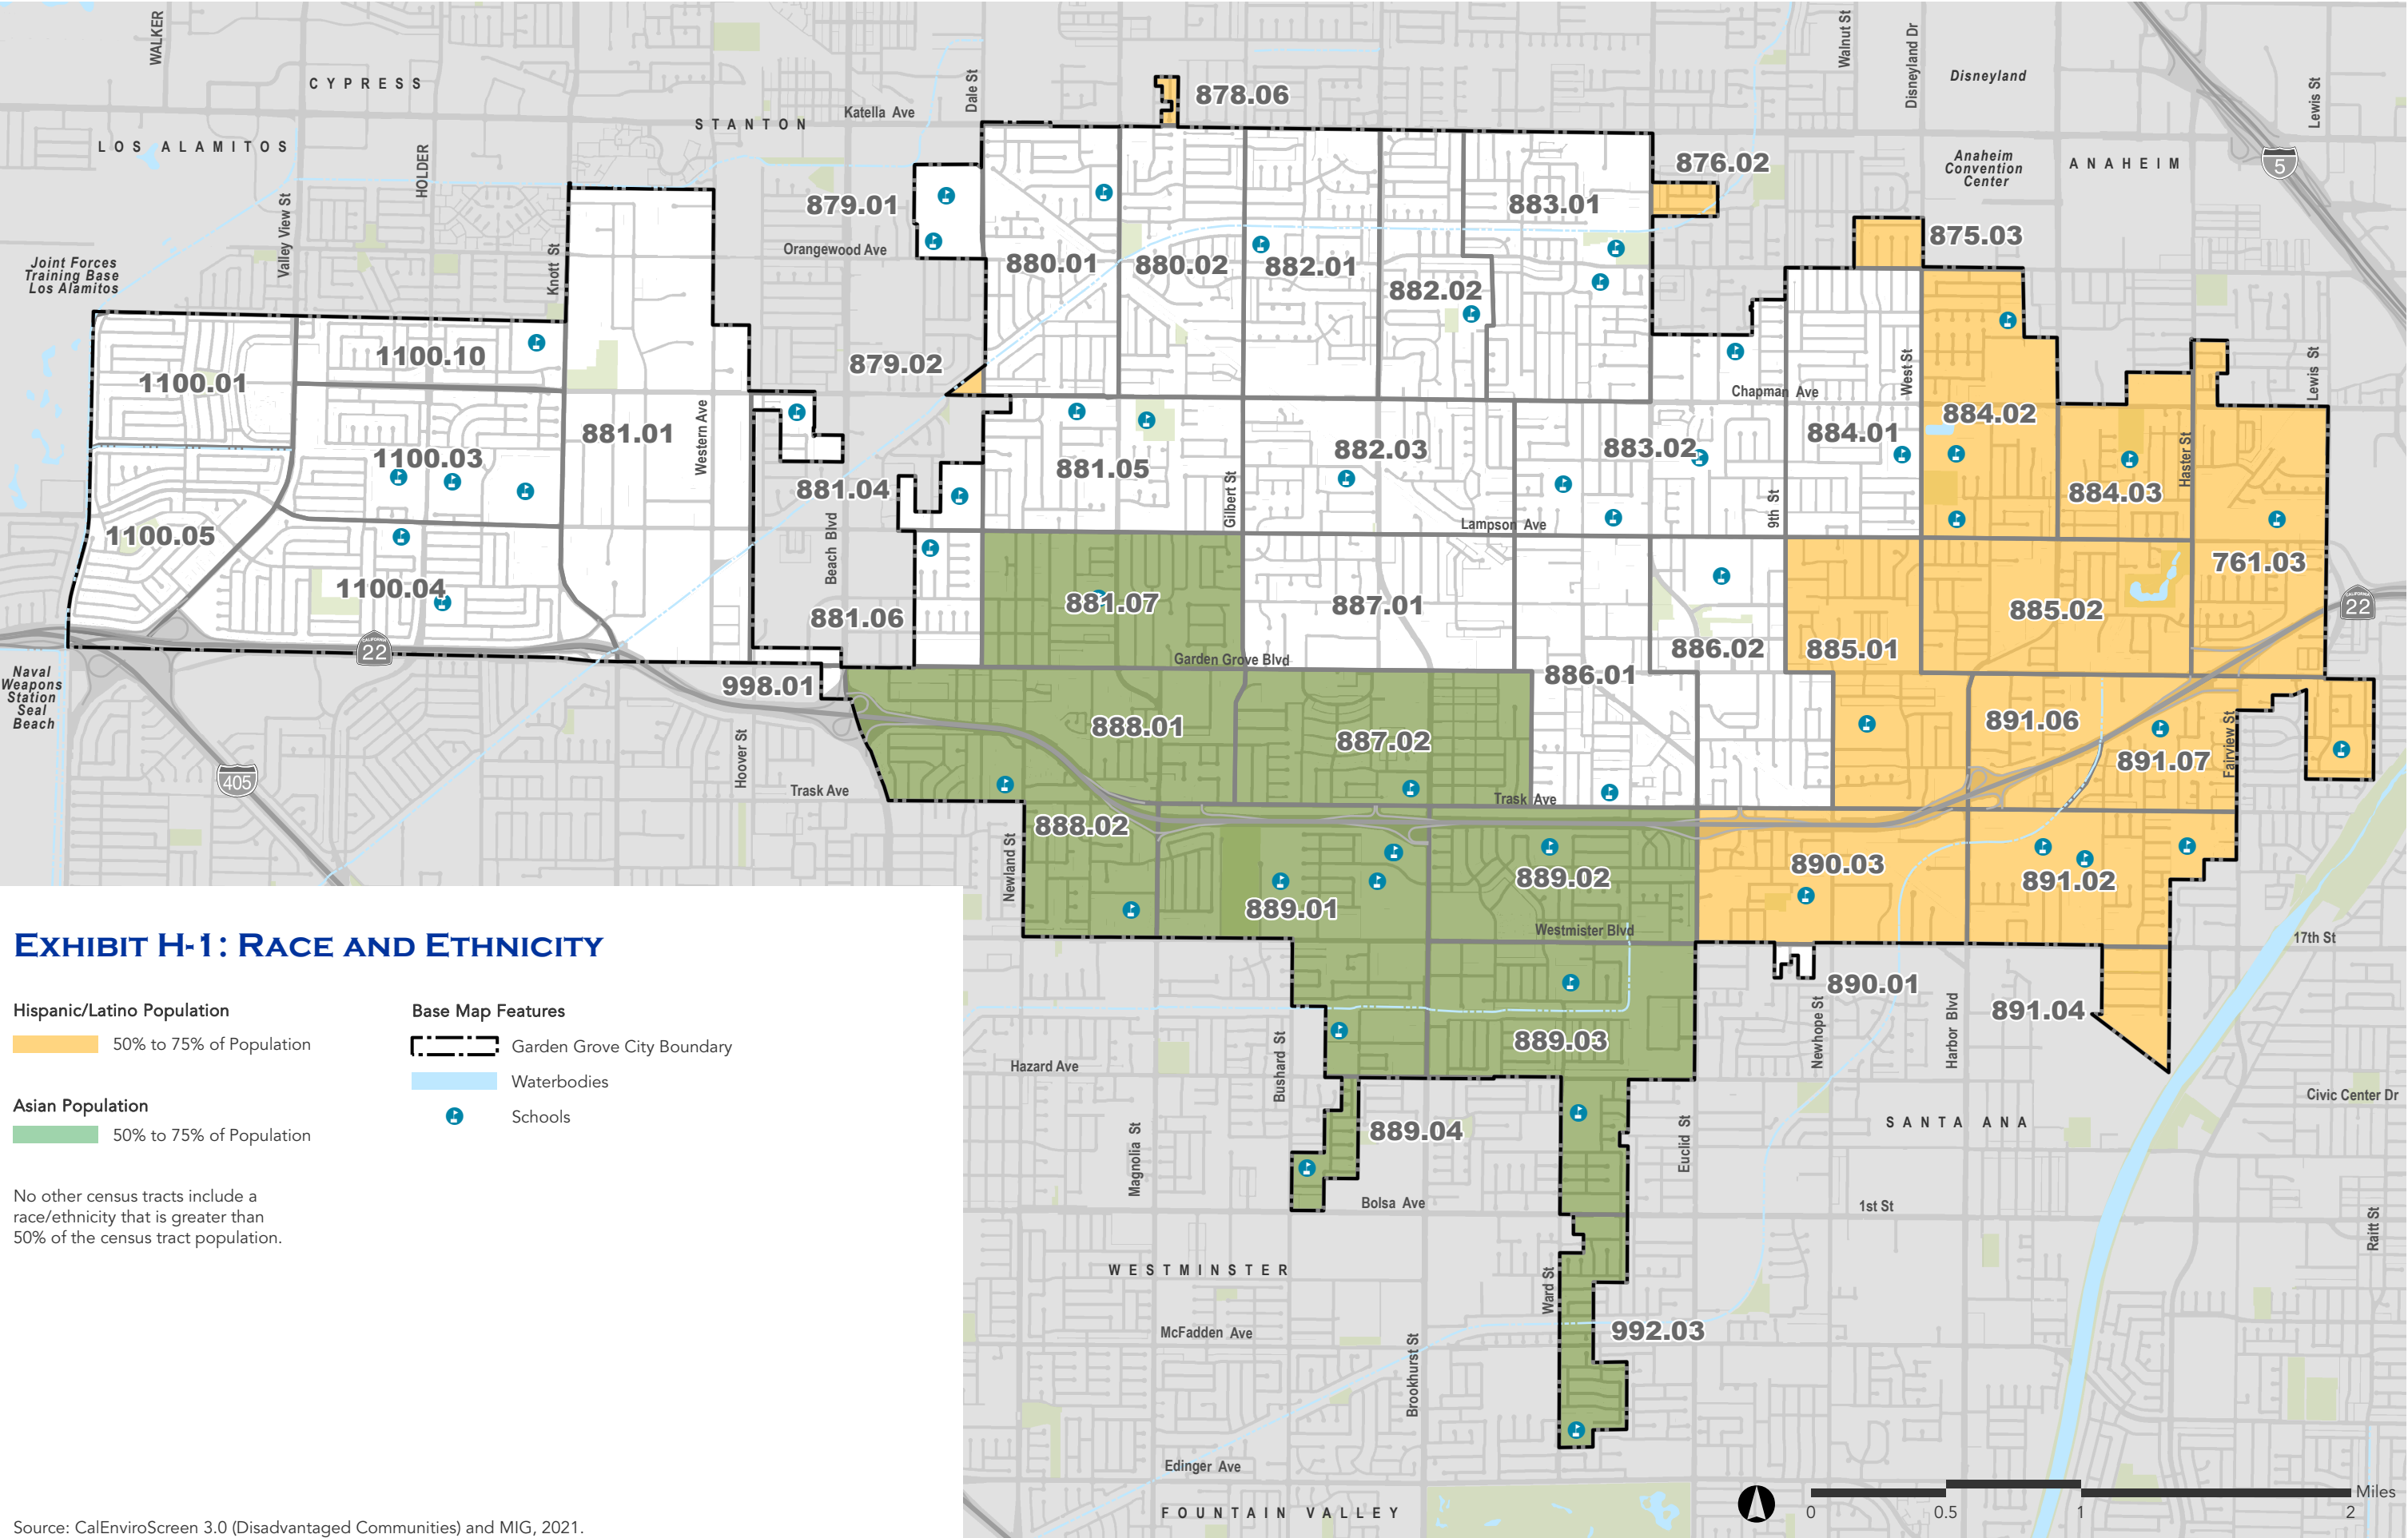 WALKER
CYPRESS
LOS ALAMITOS
HOLDER
Valley View St
Knott St
Joint Forces
Training Base
Los Alamitos
STANTON
Katella Ave
Dale St
878.06
Walnut St
Disneyland Dr
Disneyland
Lewis St
876.02
Anaheim
Convention
Center
ANAHEIM
5
879.01
Orangewood Ave
883.01
875.03
880.01
880.02
882.01
882.02
1100.10
1100.01
879.02
West St
Lewis St
Chapman Ave
881.01
Western Ave
1100.03
884.02
884.01
882.03
883.02
881.05
Haster St
881.04
884.03
Gilbert St
9th St
Lampson Ave
1100.05
Beach Blvd
761.03
1100.04
881.07
887.01
885.02
22
881.06
22
Garden Grove Blvd
886.02
885.01
886.01
998.01
Naval
Weapons
Station
Seal
Beach
888.01
891.06
887.02
Fairview St
891.07
Hoover St
405
Trask Ave
Trask Ave
888.02
Newland St
890.03
889.02
891.02
889.01
Westmister Blvd
17th St
890.01
891.04
Newhope St
Harbor Blvd
889.03
Hazard Ave
Bushard St
Civic Center Dr
SANTA ANA
889.04
Magnolia St
Euclid St
Bolsa Ave
1st St
Raitt St
WESTMINSTER
Ward St
McFadden Ave
992.03
Brookhurst St
Edinger Ave
FOUNTAIN VALLEY
0
0.5
1
2
Miles
EXHIBIT H-1: RACE AND ETHNICITY
Hispanic/Latino Population
50% to 75% of Population
Asian Population
50% to 75% of Population
No other census tracts include a
race/ethnicity that is greater than
50% of the census tract population.
Base Map Features
Garden Grove City Boundary
Waterbodies
Schools
Source: CalEnviroScreen 3.0 (Disadvantaged Communities) and MIG, 2021.